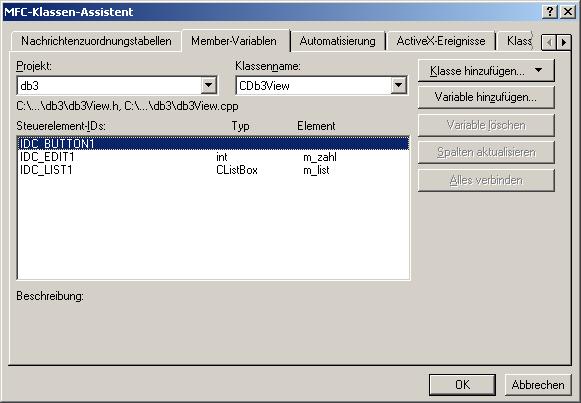 MFC-Klassen-Assistent
Nachrichtenzuordnungstabellen Member-Variablen Automatisierung ActiveX-Ereignisse Klass
Projekt: Klassenname:
db3 CDb3View
C:\...\db3\db3View.h, C:\...\db3\db3View.cpp
Steuerelement-IDs: Typ Element
IDC_BUTTON1
IDC_EDIT1 int m_zahl
IDC_LIST1 CListBox m_list
Beschreibung:
Klasse hinzufügen...
Variable hinzufügen...
Variable löschen
Spalten aktualisieren
Alles verbinden
OK Abbrechen